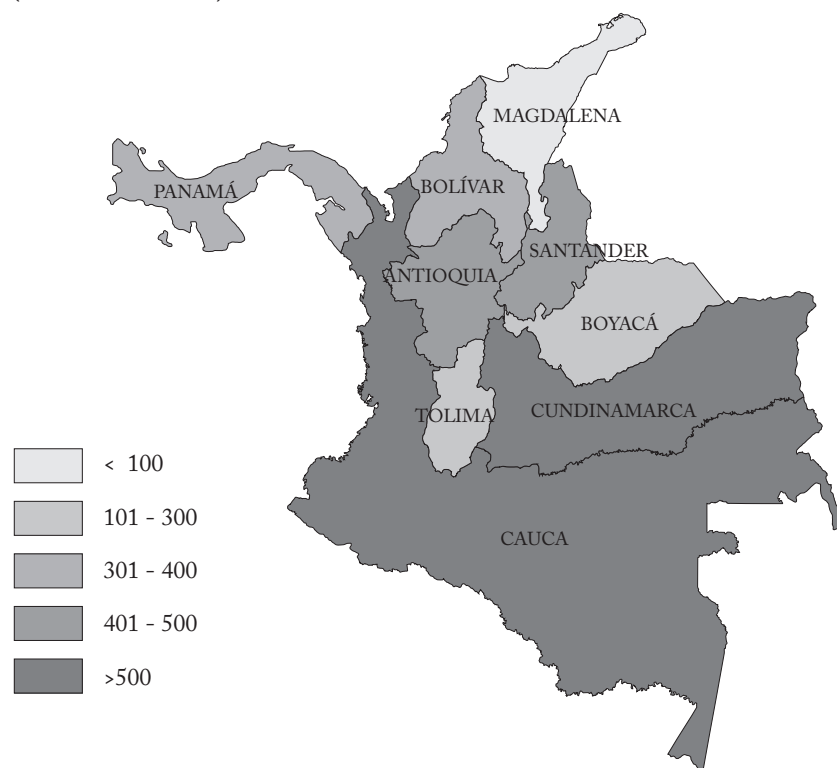 MAGDALENA
PANAMÁ
BOLÍVAR
SANTANDER
ANTIOQUIA
BOYACÁ
TOLIMA
CUNDINAMARCA
CAUCA
< 100
101 - 300
301 - 400
401 - 500
>500